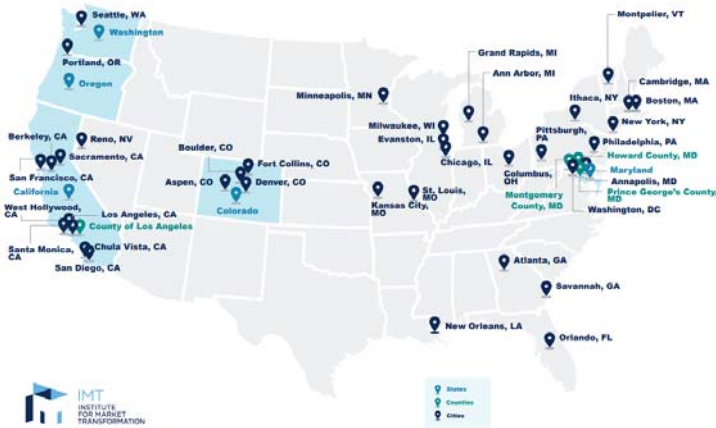 Seattle, WA
Washington
Portland, OR
Oregon
Berkeley, CA
Reno, NV
Sacramento, CA
San Francisco, CA
California
West Hollywood,
CA
Los Angeles, CA
County of Los Angeles
Santa Monica,
CA
Chula Vista, CA
San Diego, CA
Boulder, CO
Fort Collins, CO
Aspen, CO
Denver, CO
Colorado
Minneapolis, MN
Grand Rapids, MI
Ann Arbor, MI
Milwaukee, WI
Evanston, IL
Chicago, IL
Kansas City,
MO
St. Louis,
MO
Columbus,
OH
Pittsburgh,
PA
Ithaca, NY
Montpelier, VT
Cambridge, MA
Boston, MA
New York, NY
Philadelphia, PA
Howard County, MD
Maryland
Annapolis, MD
Prince George's County,
MD
Montgomery
County, MD
Washington, DC
Atlanta, GA
Savannah, GA
New Orleans, LA
Orlando, FL
IMT
INSTITUTE
FOR MARKET
TRANSFORMATION
States
Counties
Cities